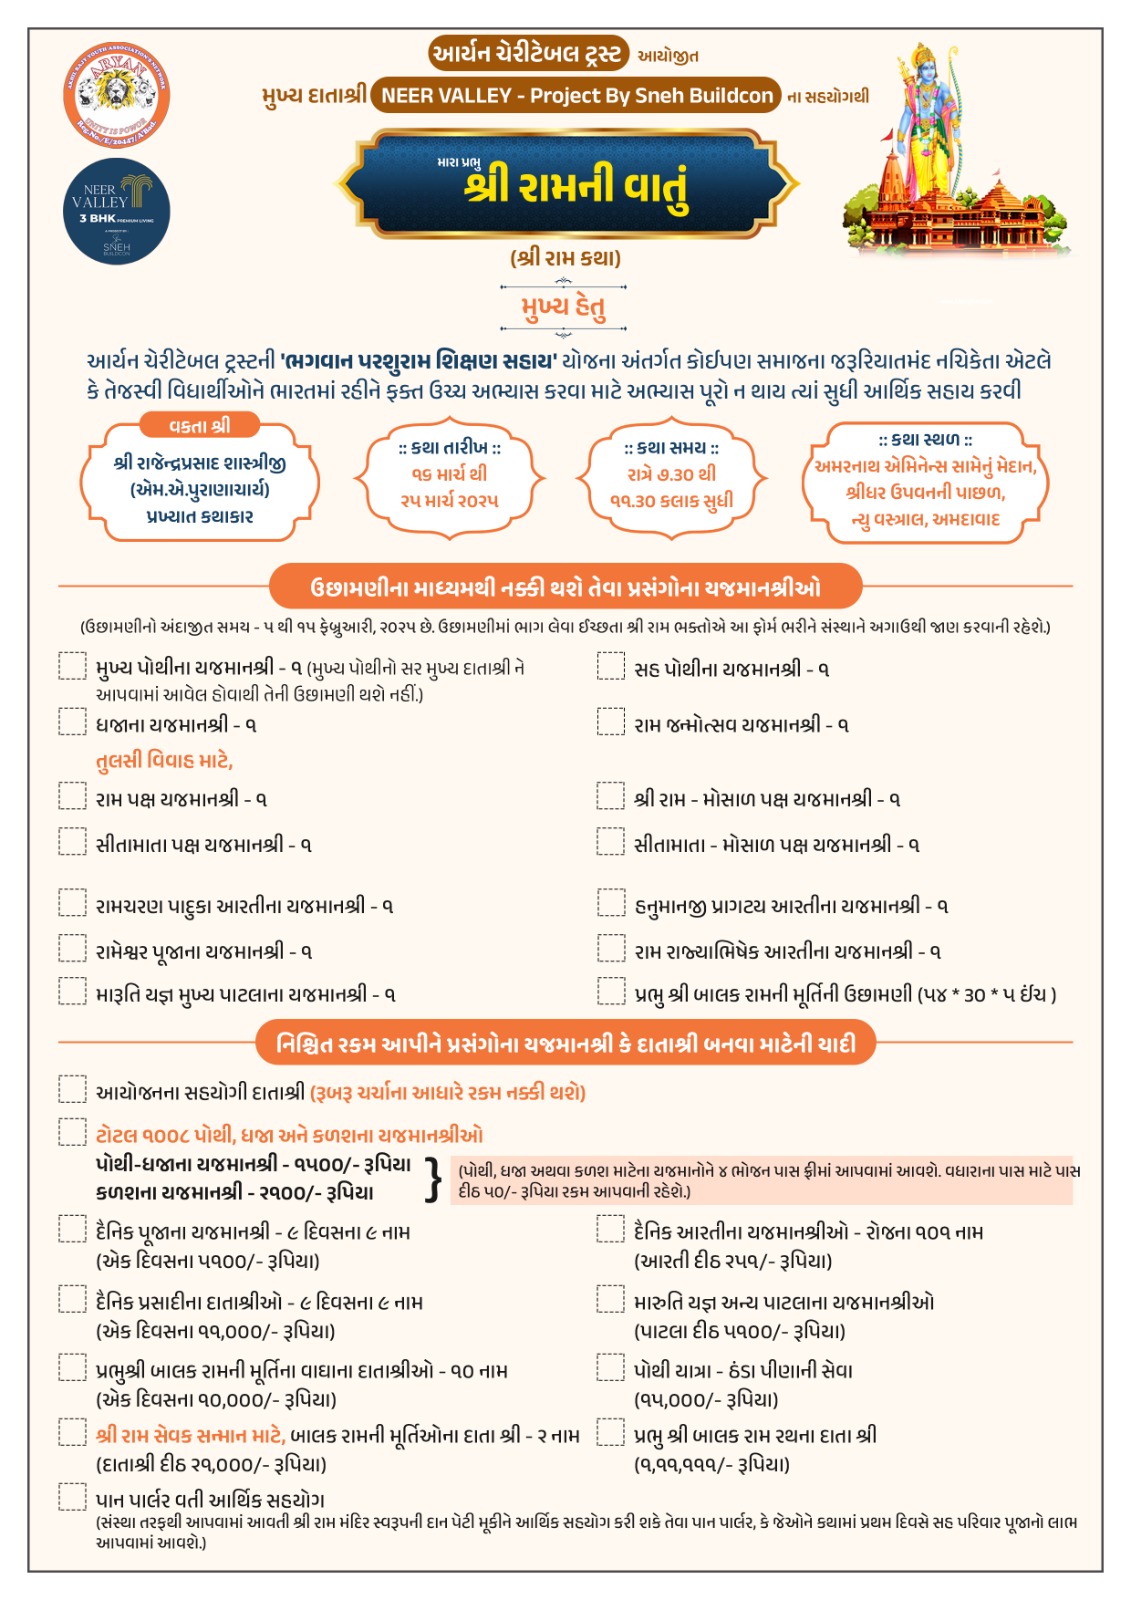 આર્યન ચેરીટેબલ ટ્રસ્ટ આયોજીત
મુખ્ય દાતાશ્રી NEER VALLEY - Project By Sneh Buildcon ના સહયોગથી
AKHIL RAJY YOUTH ASSOCIATION'S NETWORK
ARYAN
UNITY IS POWOR
Reg.No./E/20447/A'Bad.
NEER
VALLEY
3 BHK PREMIUM LIVING
A PROJECT BY
SNEH
BUILDCON
મારા પ્રભુ
શ્રી રામની વાતું
(શ્રી રામ કથા)
મુખ્ય હેતુ
આર્યન ચેરીટેબલ ટ્રસ્ટની 'ભગવાન પરશુરામ શિક્ષણ સહાય' યોજના અંતર્ગત કોઈપણ સમાજના જરૂરિયાતમંદ નચિકેતા એટલે
કે તેજસ્વી વિધાર્થીઓને ભારતમાં રહીને ફક્ત ઉચ્ચ અભ્યાસ કરવા માટે અભ્યાસ પૂરો ન થાય ત્યાં સુધી આર્થિક સહાય કરવી
વકતા શ્રી
શ્રી રાજેન્દ્રપ્રસાદ શાસ્ત્રીજી
(એમ.એ.પુરાણાચાર્ય)
પ્રખ્યાત કથાકાર
:: કથા તારીખ ::
૧૬ માર્ચ થી
૨૫ માર્ચ ૨૦૨૫
:: કથા સમય ::
રાત્રે ૭.30 થી
૧૧.30 કલાક સુધી
:: કથા સ્થળ ::
અમરનાથ એમિનેન્સ સામેનું મેદાન,
શ્રીધર ઉપવનની પાછળ,
ન્યુ વસ્ત્રાલ, અમદાવાદ
ઉછામણીના માધ્યમથી નક્કી થશે તેવા પ્રસંગોના યજમાનશ્રીઓ
(ઉછામણીનો અંદાજીત સમય - ૫ થી ૧૫ ફેબ્રુઆરી, ૨૦૨૫ છે. ઉછામણીમાં ભાગ લેવા ઈચ્છતા શ્રી રામ ભક્તોએ આ ફોર્મ ભરીને સંસ્થાને અગાઉથી જાણ કરવાની રહેશે.)
મુખ્ય પોથીના યજમાનશ્રી - ૧ (મુખ્ય પોથીનો સર મુખ્ય દાતાશ્રી ને
આપવામાં આવેલ હોવાથી તેની ઉછામણી થશે નહીં.)
સહ પોથીના યજમાનશ્રી - ૧
ધજાના યજમાનશ્રી - ૧
રામ જન્મોત્સવ યજમાનશ્રી - ૧
તુલસી વિવાહ માટે,
રામ પક્ષ યજમાનશ્રી - ૧
શ્રી રામ - મોસાળ પક્ષ યજમાનશ્રી - ૧
સીતામાતા પક્ષ યજમાનશ્રી - ૧
સીતામાતા - મોસાળ પક્ષ યજમાનશ્રી - ૧
રામચરણ પાદુકા આરતીના યજમાનશ્રી - ૧
હનુમાનજી પ્રાગટય આરતીના યજમાનશ્રી - ૧
રામેશ્વર પૂજાના યજમાનશ્રી - ૧
રામ રાજ્યાભિષેક આરતીના યજમાનશ્રી - ૧
મારૂતિ યજ્ઞ મુખ્ય પાટલાના યજમાનશ્રી - ૧
પ્રભુ શ્રી બાલક રામની મૂર્તિની ઉછામણી (૫૪ * 30 * ૫ ઈંચ )
નિશ્ચિત રકમ આપીને પ્રસંગોના યજમાનશ્રી કે દાતાશ્રી બનવા માટેની યાદી
આયોજનના સહયોગી દાતાશ્રી (રૂબરૂ ચર્ચાના આધારે રકમ નક્કી થશે)
ટોટલ ૧૦૦૮ પોથી, ધજા અને કળશના યજમાનશ્રીઓ
પોથી-ધજાના યજમાનશ્રી - ૧૫૦૦/- રૂપિયા
કળશના યજમાનશ્રી - ૨૧૦૦/- રૂપિયા
(પોથી, ધજા અથવા કળશ માટેના યજમાનોને ૪ ભોજન પાસ ફ્રીમાં આપવામાં આવશે. વધારાના પાસ માટે પાસ
દીઠ ૫૦/- રૂપિયા રકમ આપવાની રહેશે.)
દૈનિક પૂજાના યજમાનશ્રી - ૯ દિવસના ૯ નામ
(એક દિવસના ૫૧૦૦/- રૂપિયા)
દૈનિક આરતીના યજમાનશ્રીઓ - રોજના ૧૦૧ નામ
(આરતી દીઠ ૨૫૧/- રૂપિયા)
દૈનિક પ્રસાદીના દાતાશ્રીઓ - ૯ દિવસના ૯ નામ
(એક દિવસના ૧૧,૦૦૦/- રૂપિયા)
મારુતિ યજ્ઞ અન્ય પાટલાના યજમાનશ્રીઓ
(પાટલા દીઠ ૫૧૦૦/- રૂપિયા)
પ્રભુશ્રી બાલક રામની મૂર્તિના વાઘાના દાતાશ્રીઓ - ૧૦ નામ
(એક દિવસના ૧૦,૦૦૦/- રૂપિયા)
પોથી યાત્રા - ઠંડા પીણાની સેવા
(૧૫,૦૦૦/- રૂપિયા)
શ્રી રામ સેવક સન્માન માટે, બાલક રામની મૂર્તિઓના દાતા શ્રી - ૨ નામ
(દાતાશ્રી દીઠ ૨૧,૦૦૦/- રૂપિયા)
પ્રભુ શ્રી બાલક રામ રથના દાતા શ્રી
(૧,૧૧,૧૧૧/- રૂપિયા)
પાન પાર્લર વતી આર્થિક સહયોગ
(સંસ્થા તરફથી આપવામાં આવતી શ્રી રામ મંદિર સ્વરૂપની દાન પેટી મૂકીને આર્થિક સહયોગ કરી શકે તેવા પાન પાર્લર, કે જેઓને કથામાં પ્રથમ દિવસે સહ પરિવાર પૂજાનો લાભ
આપવામાં આવશે.)